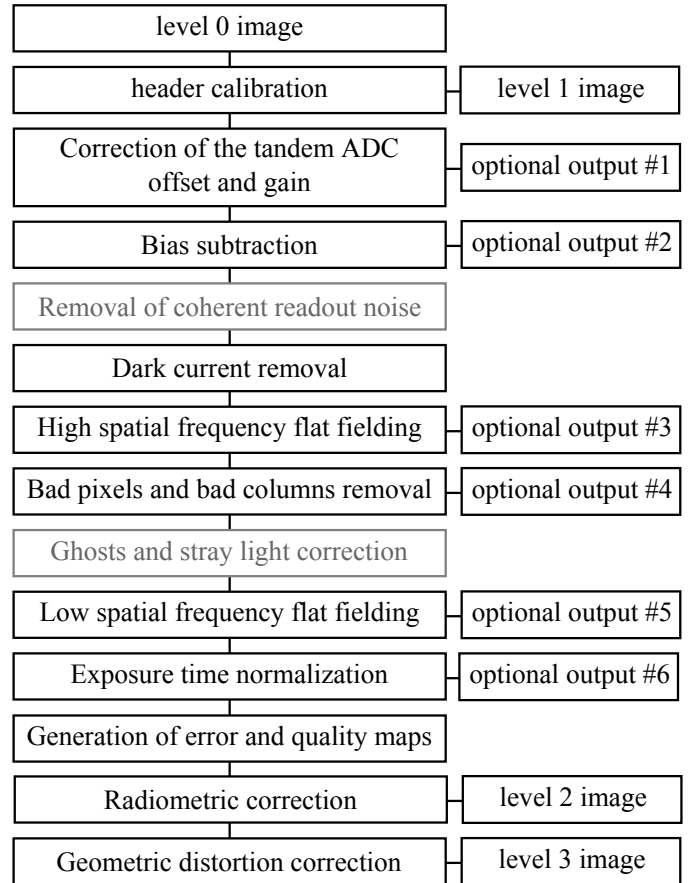 level 0 image
header calibration
level 1 image
Correction of the tandem ADC
offset and gain
optional output #1
Bias subtraction
optional output #2
Removal of coherent readout noise
Dark current removal
High spatial frequency flat fielding
optional output #3
Bad pixels and bad columns removal
optional output #4
Ghosts and stray light correction
Low spatial frequency flat fielding
optional output #5
Exposure time normalization
optional output #6
Generation of error and quality maps
Radiometric correction
level 2 image
Geometric distortion correction
level 3 image